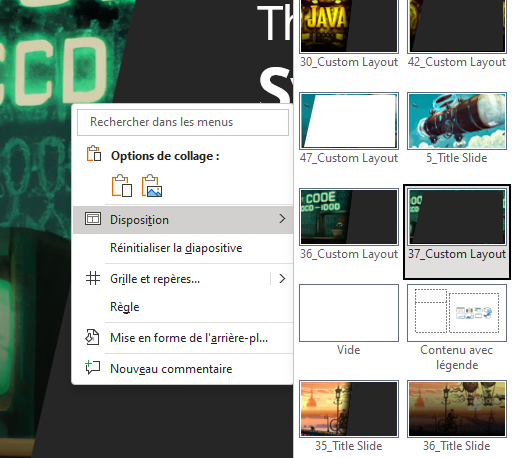 Th
CCD
Rechercher dans les menus
Options de collage :
Disposition
Réinitialiser la diapositive
Grille et repères...
Règle
Mise en forme de l'arrière-pl...
Nouveau commentaire
JAVA
30_Custom Layout
42_Custom Layout
47_Custom Layout
5_Title Slide
CODE
CCD-1000
36_Custom Layout
37_Custom Layout
Vide
Contenu avec
légende
35_Title Slide
36_Title Slide